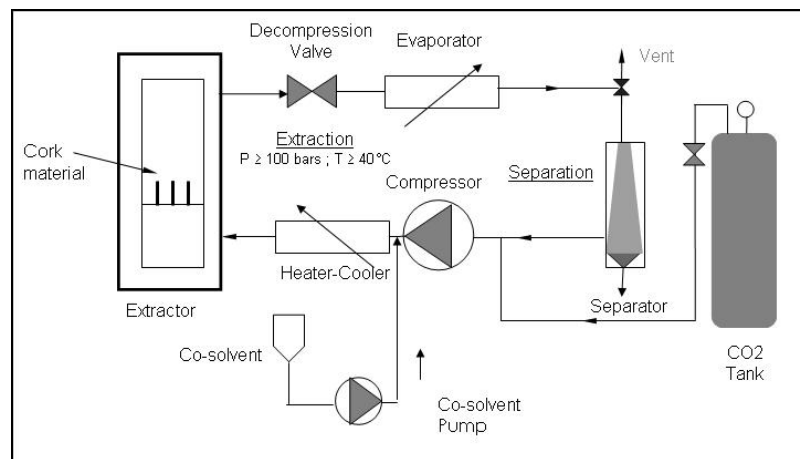 Decompression
Valve
Evaporator
Vent
Extraction
P ≥ 100 bars ; T ≥ 40°C
Cork
material
Compressor
Separation
Heater-Cooler
Extractor
Separator
Co-solvent
CO2
Tank
Co-solvent
Pump